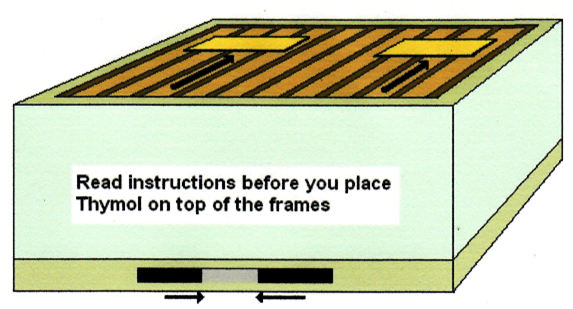 Read instructions before you place
Thymol on top of the frames